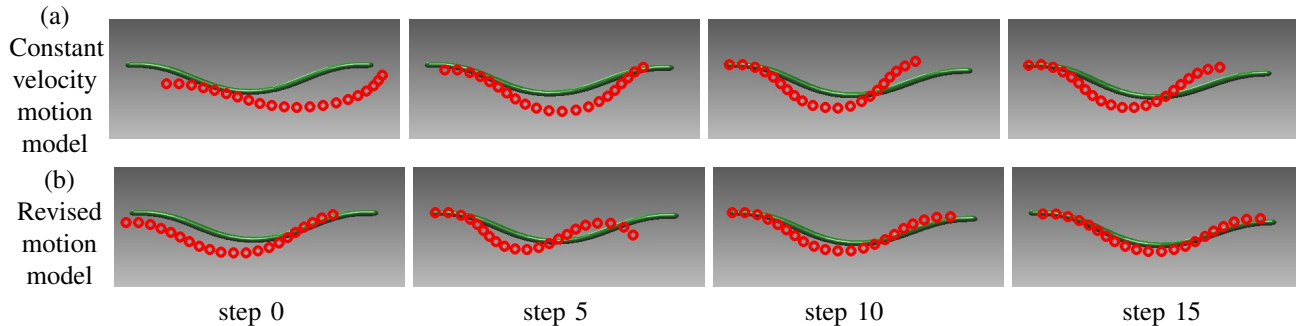 (a)
Constant
velocity
motion
model
(b)
Revised
motion
model
step 0
step 5
step 10
step 15